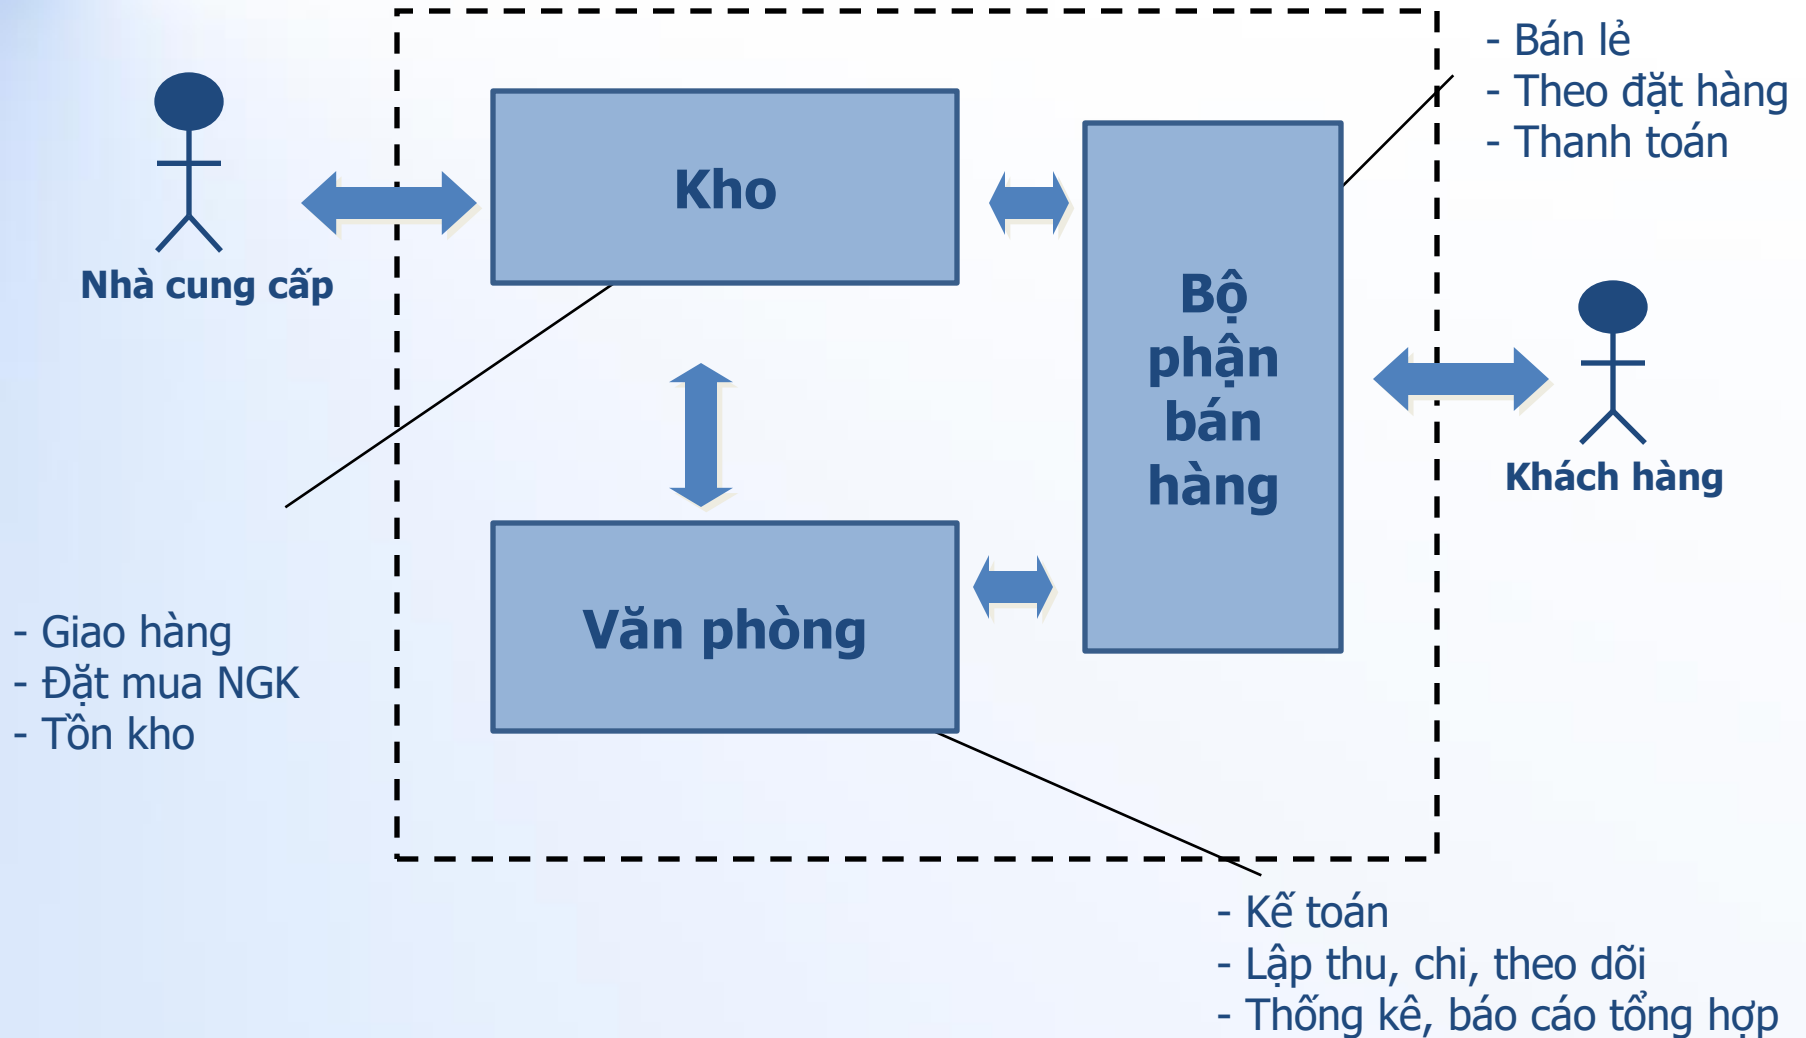 - Bán lẻ
- Theo đặt hàng
- Thanh toán
Kho
Nhà cung cấp
Bộ
phận
bán
hàng
Khách hàng
Văn phòng
- Giao hàng
- Đặt mua NGK
- Tồn kho
- Kế toán
- Lập thu, chi, theo dõi
- Thống kê, báo cáo tổng hợp